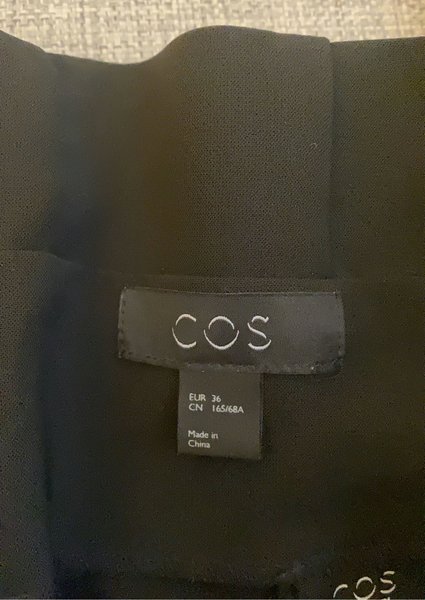 COS
EUR 36
CN 165/68A
Made in
China
COS